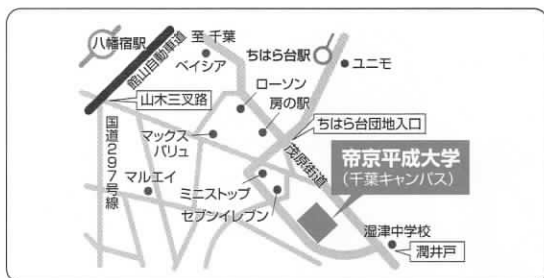 八幡宿駅
館山自動車道
至 千葉
ベイシア
ちはら台駅
ユニモ
ローソン
房の駅
山木三叉路
ちはら台団地入口
国道297号線
マックス
バリュ
茂原街道
帝京平成大学
(千葉キャンパス)
マルエイ
ミニストップ
セブンイレブン
湿津中学校
潤井戸